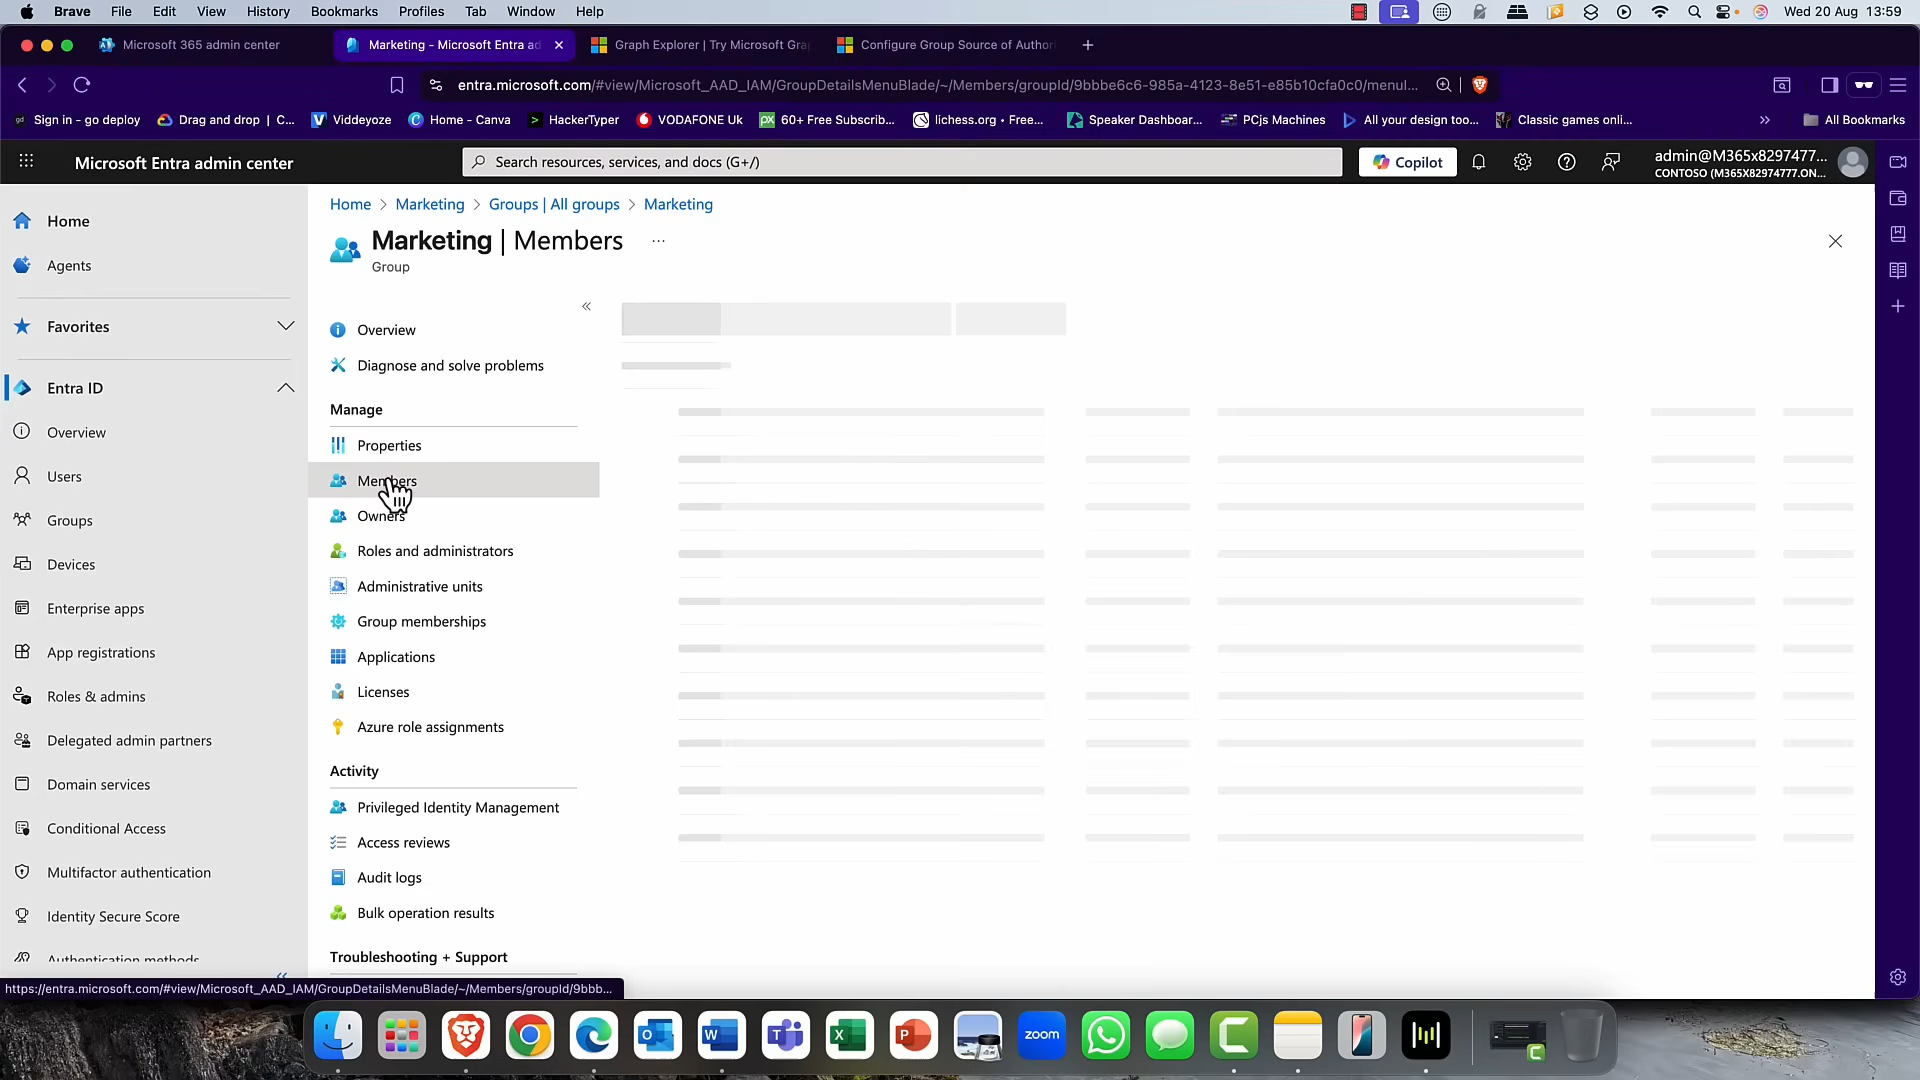 Brave File Edit View History Bookmarks Profiles Tab Window Help Wed 20 Aug 13:59
Microsoft 365 admin center Marketing - Microsoft Entra ad Graph Explorer | Try Microsoft Gra Configure Group Source of Author
entra.microsoft.com/#view/Microsoft_AAD_IAM/GroupDetailsMenuBlade/~/Members/groupId/9bbbe6c6-985a-4123-8e51-e85b10cfa0c0/menuI...
Sign in - go deploy Drag and drop | C... Viddeyoze Home - Canva HackerTyper VODAFONE Uk 60+ Free Subscrib... lichess.org • Free... Speaker Dashboar... PCjs Machines All your design too... Classic games onli... » All Bookmarks
Microsoft Entra admin center Search resources, services, and docs (G+/) Copilot admin@M365x8297477...
CONTOSO (M365X82974777.ON...
Home > Marketing > Groups | All groups > Marketing
Marketing | Members ...
Group
Home
Agents
Favorites
Entra ID
Overview
Users
Groups
Devices
Enterprise apps
App registrations
Roles & admins
Delegated admin partners
Domain services
Conditional Access
Multifactor authentication
Identity Secure Score
Authentication methods
Overview
Diagnose and solve problems
Manage
Properties
Members
Owners
Roles and administrators
Administrative units
Group memberships
Applications
Licenses
Azure role assignments
Activity
Privileged Identity Management
Access reviews
Audit logs
Bulk operation results
Troubleshooting + Support
https://entra.microsoft.com/#view/Microsoft_AAD_IAM/GroupDetailsMenuBlade/~/Members/groupId/9bbb...
zoom